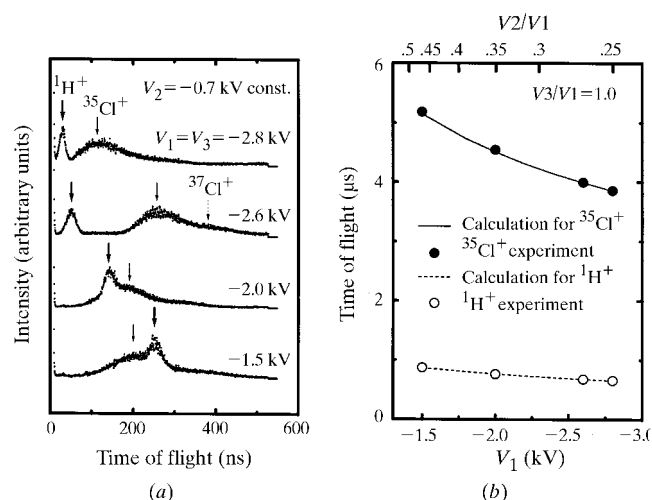 ¹H⁺
³⁵Cl⁺
V₂=−0.7 kV const.
V₁=V₃=−2.8 kV
³⁷Cl⁺
−2.6 kV
−2.0 kV
−1.5 kV
Intensity (arbitrary units)
0 200 400 600
Time of flight (ns)
(a)
V2/V1
.5 .45 .4 .35 .3 .25
V3/V1=1.0
6
4
2
0
Time of flight (μs)
Calculation for ³⁵Cl⁺
³⁵Cl⁺ experiment
Calculation for ¹H⁺
¹H⁺ experiment
−1.5 −2.0 −2.5 −3.0
V₁ (kV)
(b)